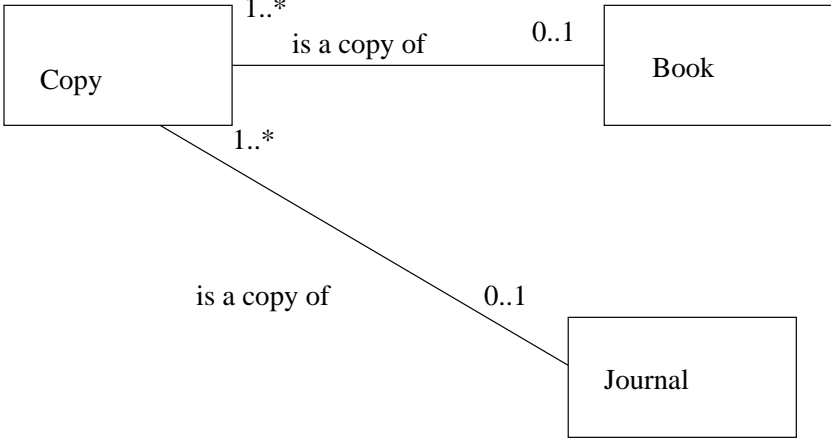 1..*
is a copy of
0..1
Copy
Book
1..*
is a copy of
0..1
Journal